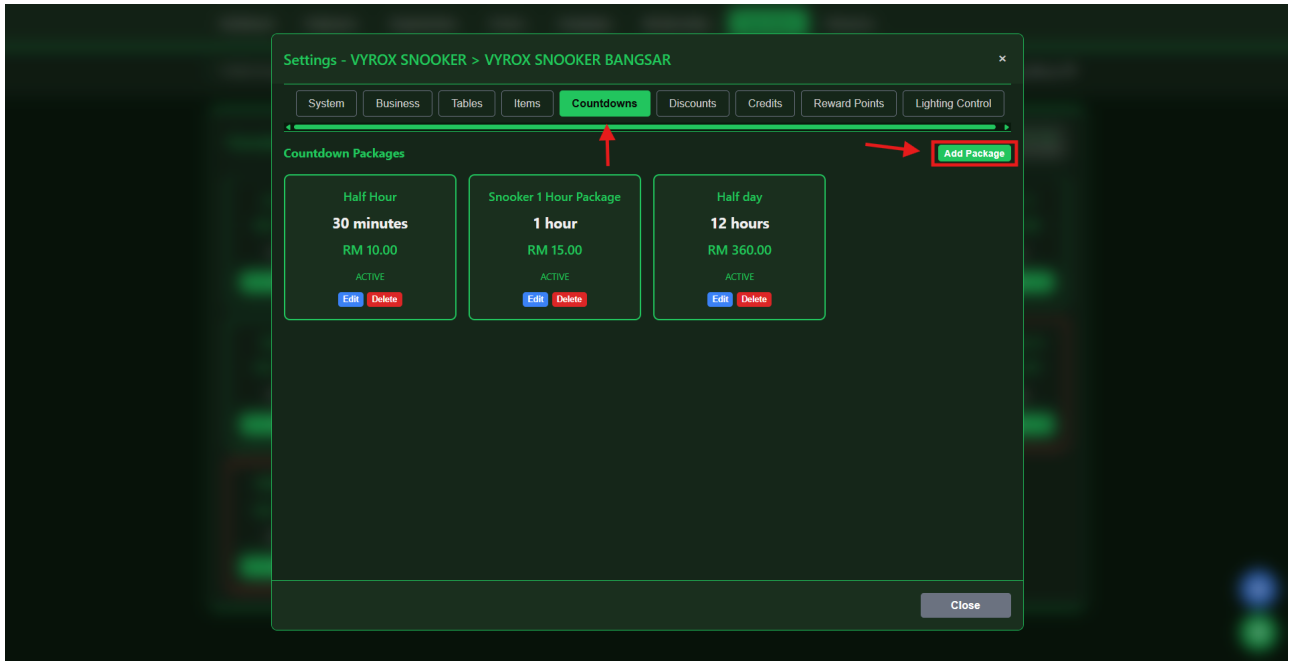 Settings - VYROX SNOOKER > VYROX SNOOKER BANGSAR ×
System Business Tables Items Countdowns Discounts Credits Reward Points Lighting Control
Countdown Packages Add Package
Half Hour
30 minutes
RM 10.00
ACTIVE
Edit Delete
Snooker 1 Hour Package
1 hour
RM 15.00
ACTIVE
Edit Delete
Half day
12 hours
RM 360.00
ACTIVE
Edit Delete
Close